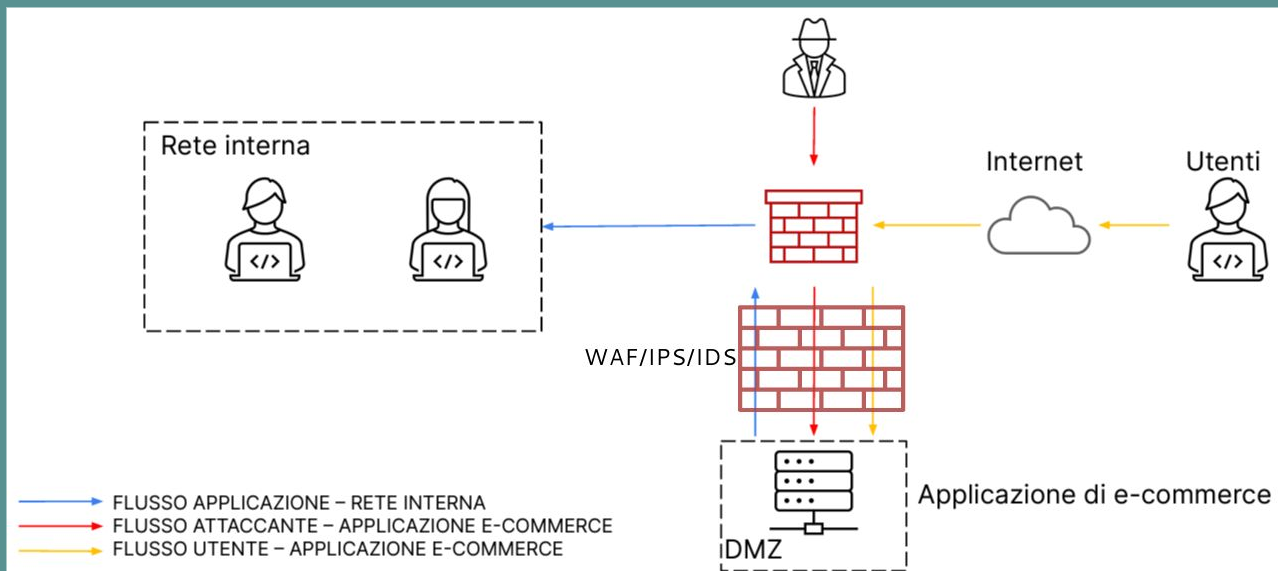 Rete interna
</>
</>
Internet
Utenti
</>
WAF/IPS/IDS
Applicazione di e-commerce
DMZ
FLUSSO APPLICAZIONE – RETE INTERNA
FLUSSO ATTACCANTE – APPLICAZIONE E-COMMERCE
FLUSSO UTENTE – APPLICAZIONE E-COMMERCE